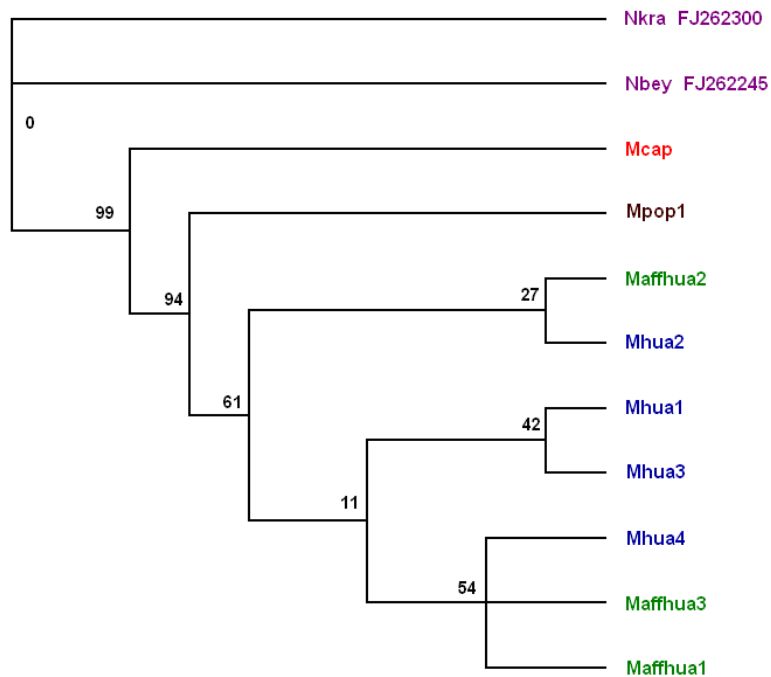 Nkra FJ262300
Nbey FJ262245
0
Mcap
99
Mpop1
94
Maffhua2
27
Mhua2
61
Mhua1
42
Mhua3
11
Mhua4
54
Maffhua3
Maffhua1